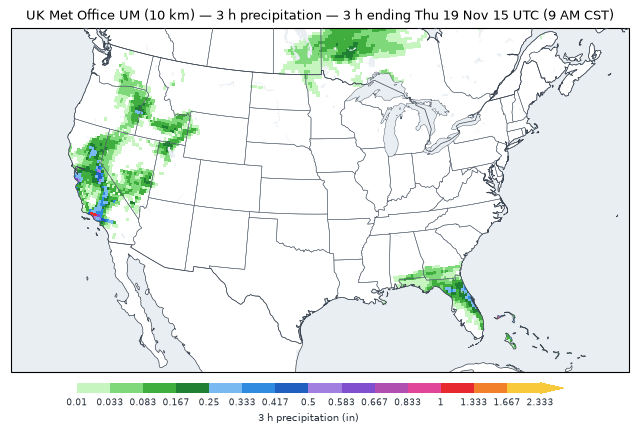 UK Met Office UM (10 km) — 3 h precipitation — 3 h ending Thu 19 Nov 15 UTC (9 AM CST)
0.01 0.033 0.083 0.167 0.25 0.333 0.417 0.5 0.583 0.667 0.833 1 1.333 1.667 2.333
3 h precipitation (in)